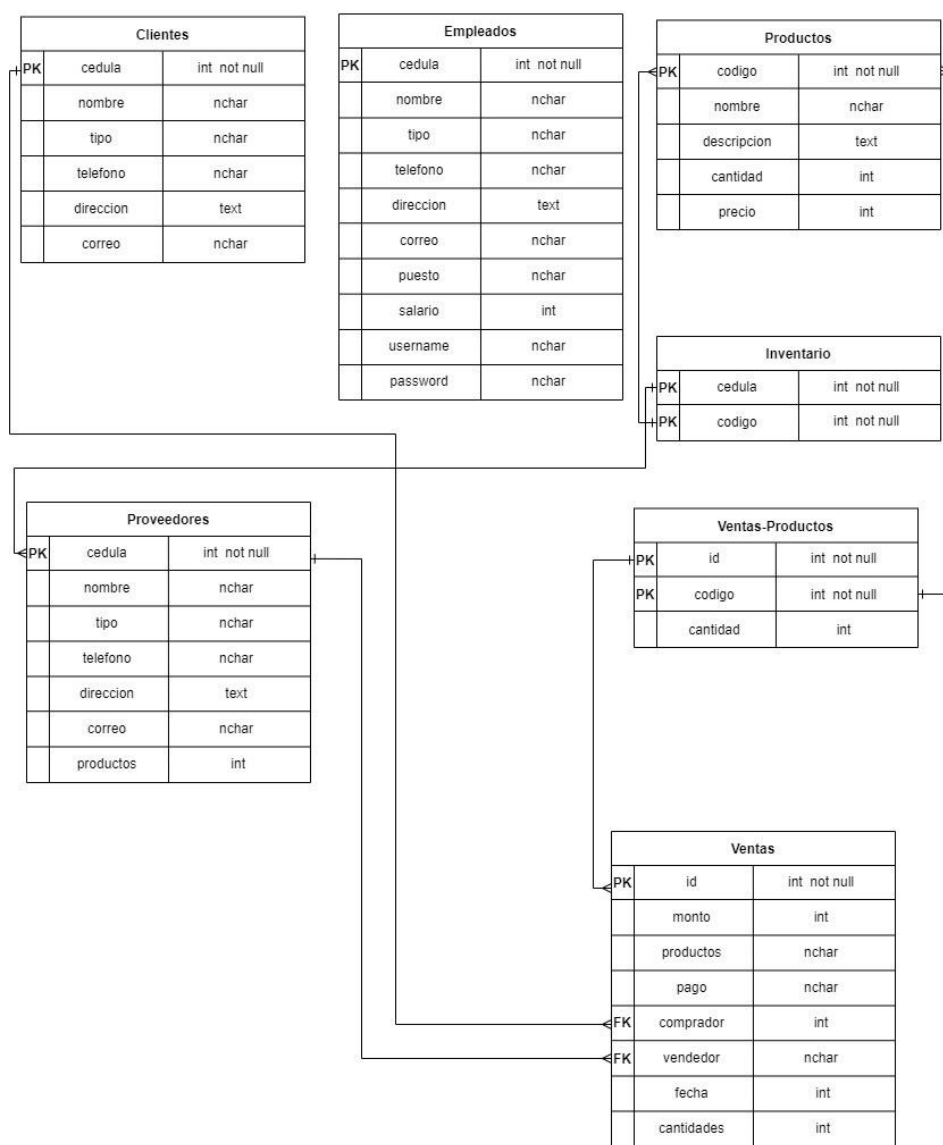 Clientes
PK cedula int not null
nombre nchar
tipo nchar
telefono nchar
direccion text
correo nchar
Empleados
PK cedula int not null
nombre nchar
tipo nchar
telefono nchar
direccion text
correo nchar
puesto nchar
salario int
username nchar
password nchar
Productos
PK codigo int not null
nombre nchar
descripcion text
cantidad int
precio int
Inventario
PK cedula int not null
PK codigo int not null
Proveedores
PK cedula int not null
nombre nchar
tipo nchar
telefono nchar
direccion text
correo nchar
productos int
Ventas-Productos
PK id int not null
PK codigo int not null
cantidad int
Ventas
PK id int not null
monto int
productos nchar
pago nchar
FK comprador int
FK vendedor nchar
fecha int
cantidades int